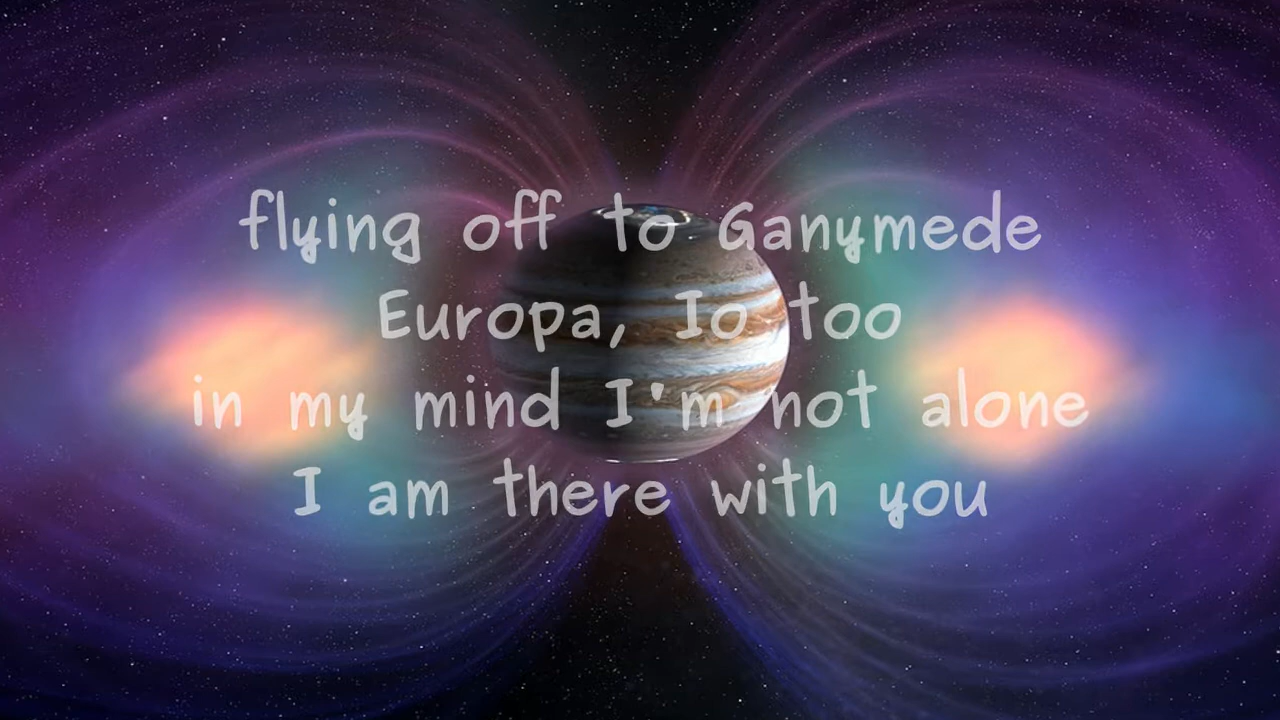 flying off to Ganymede
Europa, Io too
in my mind I'm not alone
I am there with you